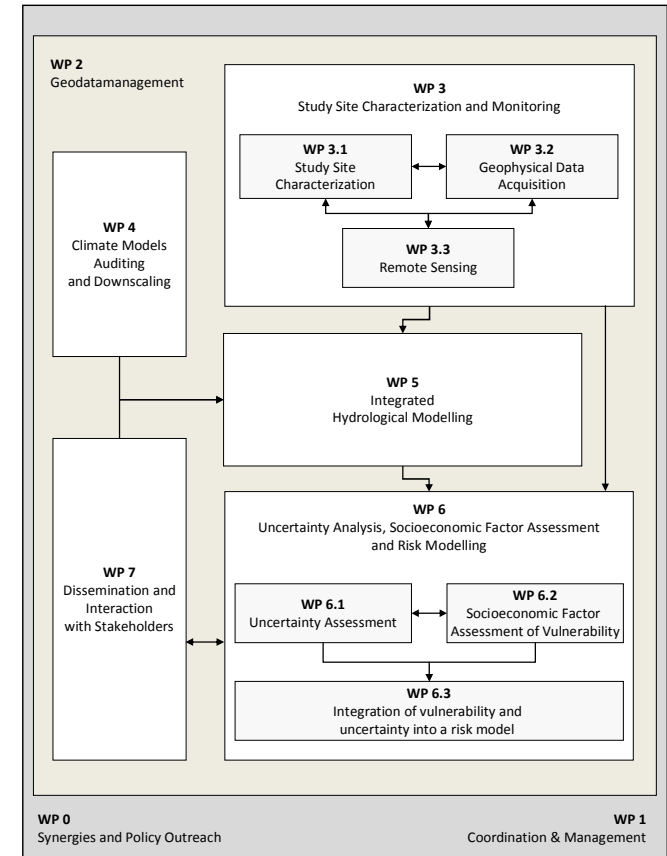 WP 2
Geodatamanagement
WP 3
Study Site Characterization and Monitoring
WP 3.1
Study Site
Characterization
WP 3.2
Geophysical Data
Acquisition
WP 3.3
Remote Sensing
WP 4
Climate Models
Auditing
and Downscaling
WP 5
Integrated
Hydrological Modelling
WP 6
Uncertainty Analysis, Socioeconomic Factor Assessment
and Risk Modelling
WP 6.1
Uncertainty Assessment
WP 6.2
Socioeconomic Factor
Assessment of Vulnerability
WP 6.3
Integration of vulnerability and
uncertainty into a risk model
WP 7
Dissemination and
Interaction
with Stakeholders
WP 0
Synergies and Policy Outreach
WP 1
Coordination & Management